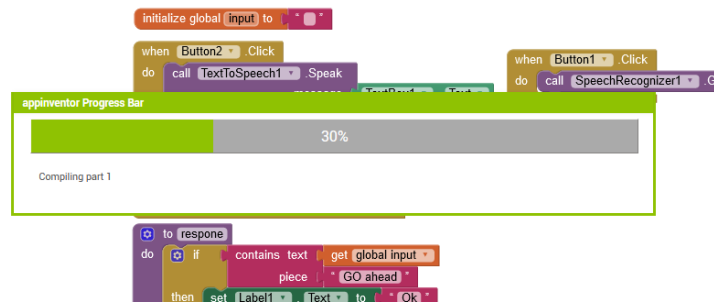 initialize global input to " "
when Button2 .Click
do call TextToSpeech1 .Speak
when Button1 .Click
do call SpeechRecognizer1 .G
appinventor Progress Bar
30%
Compiling part 1
to respone
do if contains text get global input
piece " GO ahead "
then set Label1 . Text to " Ok "